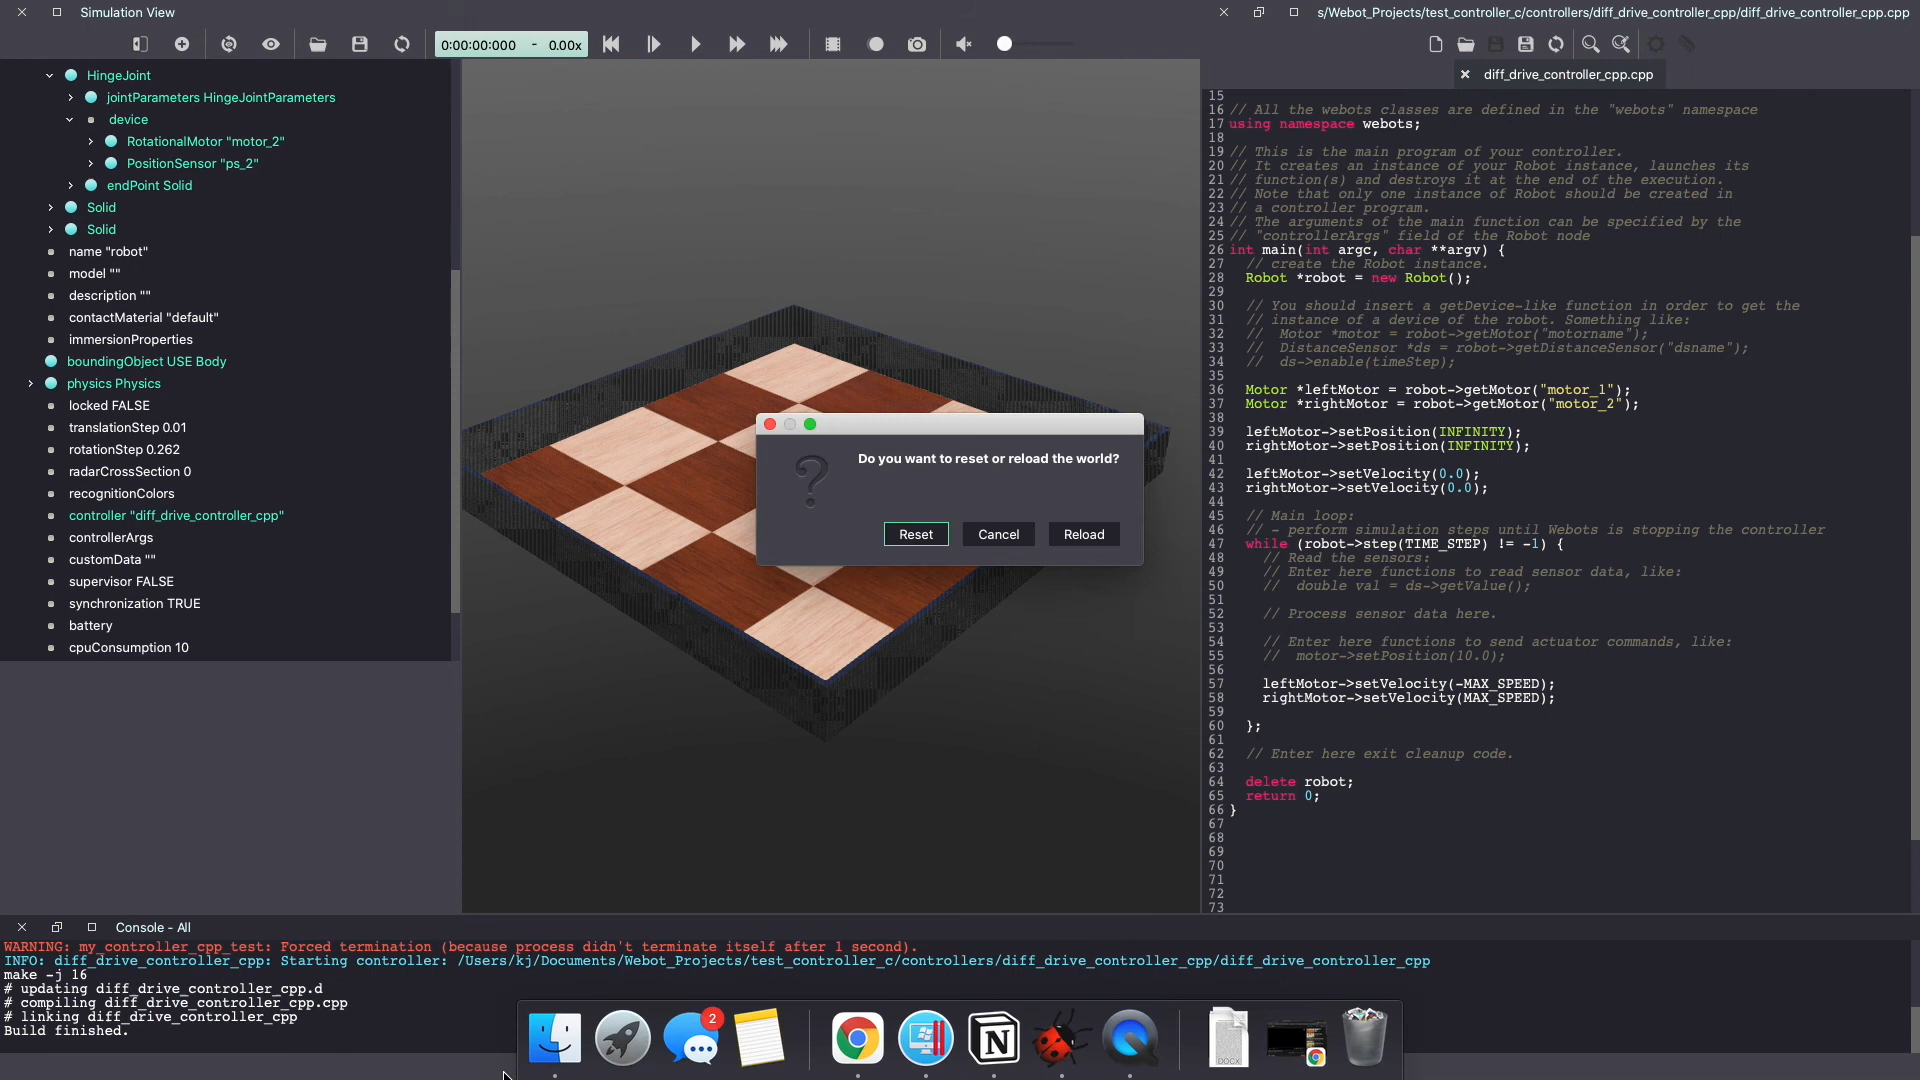 Simulation View
s/Webot_Projects/test_controller_c/controllers/diff_drive_controller_cpp/diff_drive_controller_cpp.cpp
0:00:00:000 - 0.00x
HingeJoint
jointParameters HingeJointParameters
device
RotationalMotor "motor_2"
PositionSensor "ps_2"
endPoint Solid
Solid
Solid
name "robot"
model ""
description ""
contactMaterial "default"
immersionProperties
boundingObject USE Body
physics Physics
locked FALSE
translationStep 0.01
rotationStep 0.262
radarCrossSection 0
recognitionColors
controller "diff_drive_controller_cpp"
controllerArgs
customData ""
supervisor FALSE
synchronization TRUE
battery
cpuConsumption 10
Do you want to reset or reload the world?
Reset
Cancel
Reload
diff_drive_controller_cpp.cpp
15
16 // All the webots classes are defined in the "webots" namespace
17 using namespace webots;
18
19 // This is the main program of your controller.
20 // It creates an instance of your Robot instance, launches its
21 // function(s) and destroys it at the end of the execution.
22 // Note that only one instance of Robot should be created in
23 // a controller program.
24 // The arguments of the main function can be specified by the
25 // "controllerArgs" field of the Robot node
26 int main(int argc, char **argv) {
27 // create the Robot instance.
28 Robot *robot = new Robot();
29
30 // You should insert a getDevice-like function in order to get the
31 // instance of a device of the robot. Something like:
32 // Motor *motor = robot->getMotor("motorname");
33 // DistanceSensor *ds = robot->getDistanceSensor("dsname");
34 // ds->enable(timeStep);
35
36 Motor *leftMotor = robot->getMotor("motor_1");
37 Motor *rightMotor = robot->getMotor("motor_2");
38
39 leftMotor->setPosition(INFINITY);
40 rightMotor->setPosition(INFINITY);
41
42 leftMotor->setVelocity(0.0);
43 rightMotor->setVelocity(0.0);
44
45 // Main loop:
46 // - perform simulation steps until Webots is stopping the controller
47 while (robot->step(TIME_STEP) != -1) {
48 // Read the sensors:
49 // Enter here functions to read sensor data, like:
50 // double val = ds->getValue();
51
52 // Process sensor data here.
53
54 // Enter here functions to send actuator commands, like:
55 // motor->setPosition(10.0);
56
57 leftMotor->setVelocity(-MAX_SPEED);
58 rightMotor->setVelocity(MAX_SPEED);
59
60 };
61
62 // Enter here exit cleanup code.
63
64 delete robot;
65 return 0;
66 }
67
68
69
70
71
72
73
Console - All
WARNING: my_controller_cpp_test: Forced termination (because process didn't terminate itself after 1 second).
INFO: diff_drive_controller_cpp: Starting controller: /Users/kj/Documents/Webot_Projects/test_controller_c/controllers/diff_drive_controller_cpp/diff_drive_controller_cpp
make -j 16
# updating diff_drive_controller_cpp.d
# compiling diff_drive_controller_cpp.cpp
# linking diff_drive_controller_cpp
Build finished.
2
DOCX